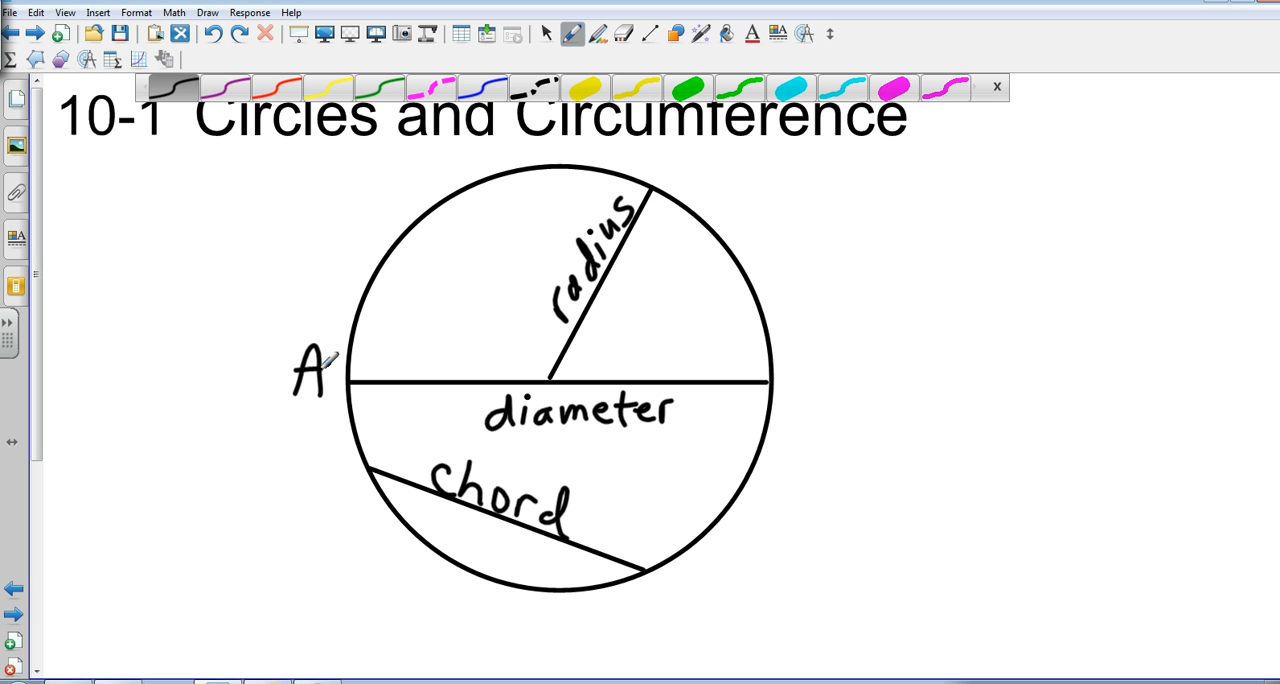 File Edit View Insert Format Math Draw Response Help
10-1 Circles and Circumference
radius
A
diameter
chord